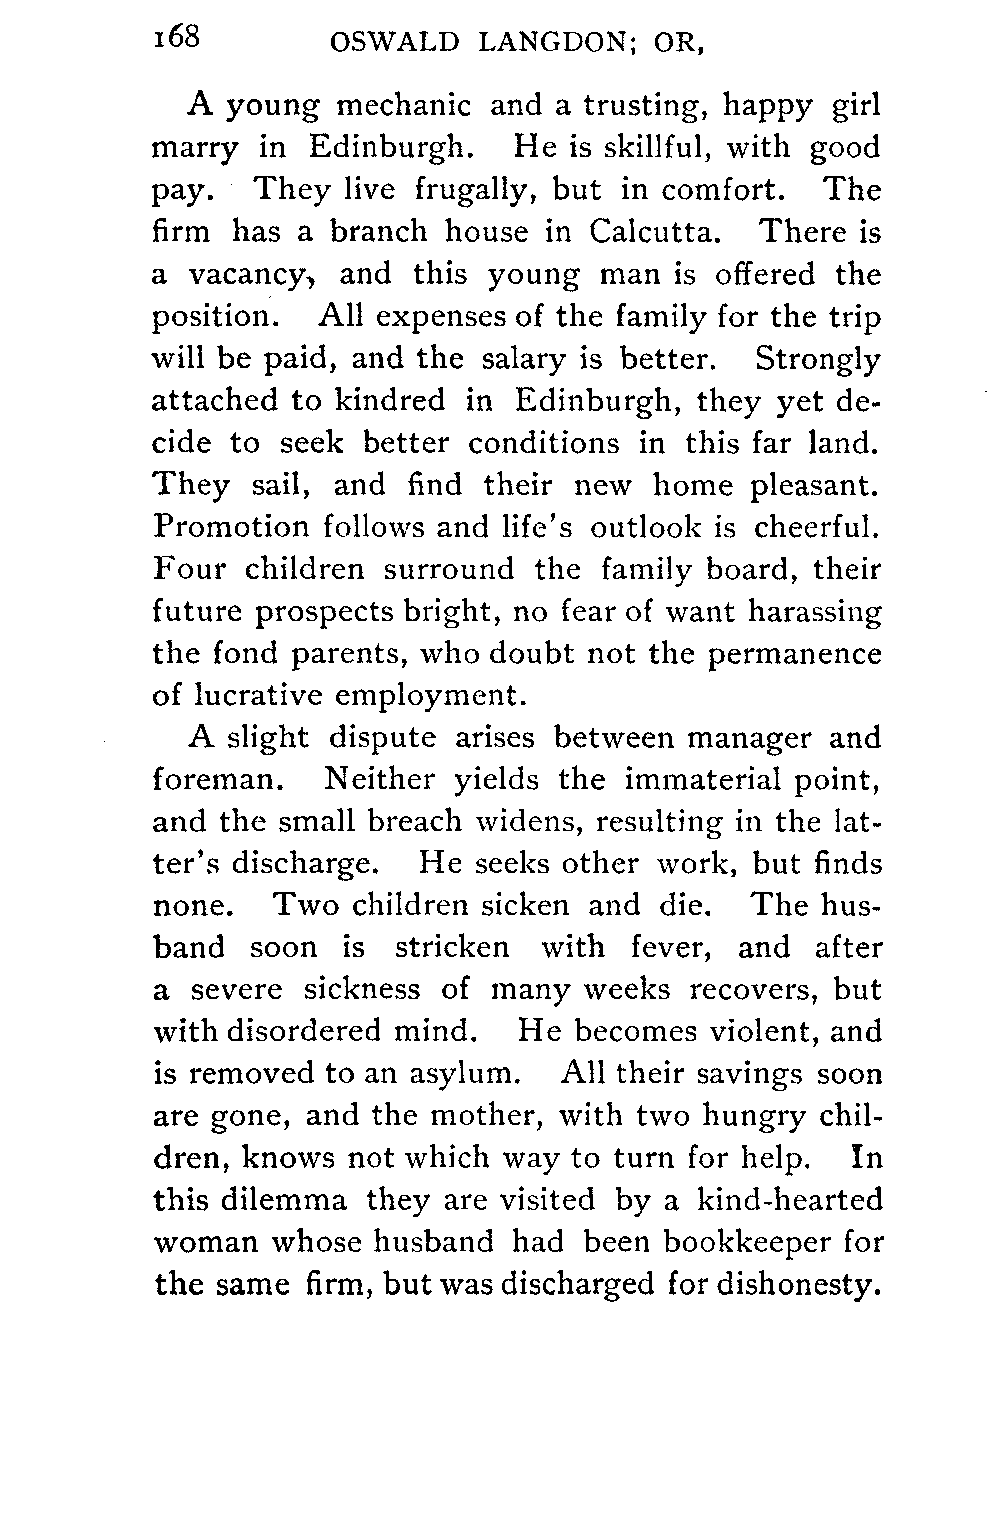 168 OSWALD LANGDON; OR,
A young mechanic and a trusting, happy girl
marry in Edinburgh. He is skillful, with good
pay. They live frugally, but in comfort. The
firm has a branch house in Calcutta. There is
a vacancy, and this young man is offered the
position. All expenses of the family for the trip
will be paid, and the salary is better. Strongly
attached to kindred in Edinburgh, they yet de-
cide to seek better conditions in this far land.
They sail, and find their new home pleasant.
Promotion follows and life's outlook is cheerful.
Four children surround the family board, their
future prospects bright, no fear of want harassing
the fond parents, who doubt not the permanence
of lucrative employment.
A slight dispute arises between manager and
foreman. Neither yields the immaterial point,
and the small breach widens, resulting in the lat-
ter's discharge. He seeks other work, but finds
none. Two children sicken and die. The hus-
band soon is stricken with fever, and after
a severe sickness of many weeks recovers, but
with disordered mind. He becomes violent, and
is removed to an asylum. All their savings soon
are gone, and the mother, with two hungry chil-
dren, knows not which way to turn for help. In
this dilemma they are visited by a kind-hearted
woman whose husband had been bookkeeper for
the same firm, but was discharged for dishonesty.